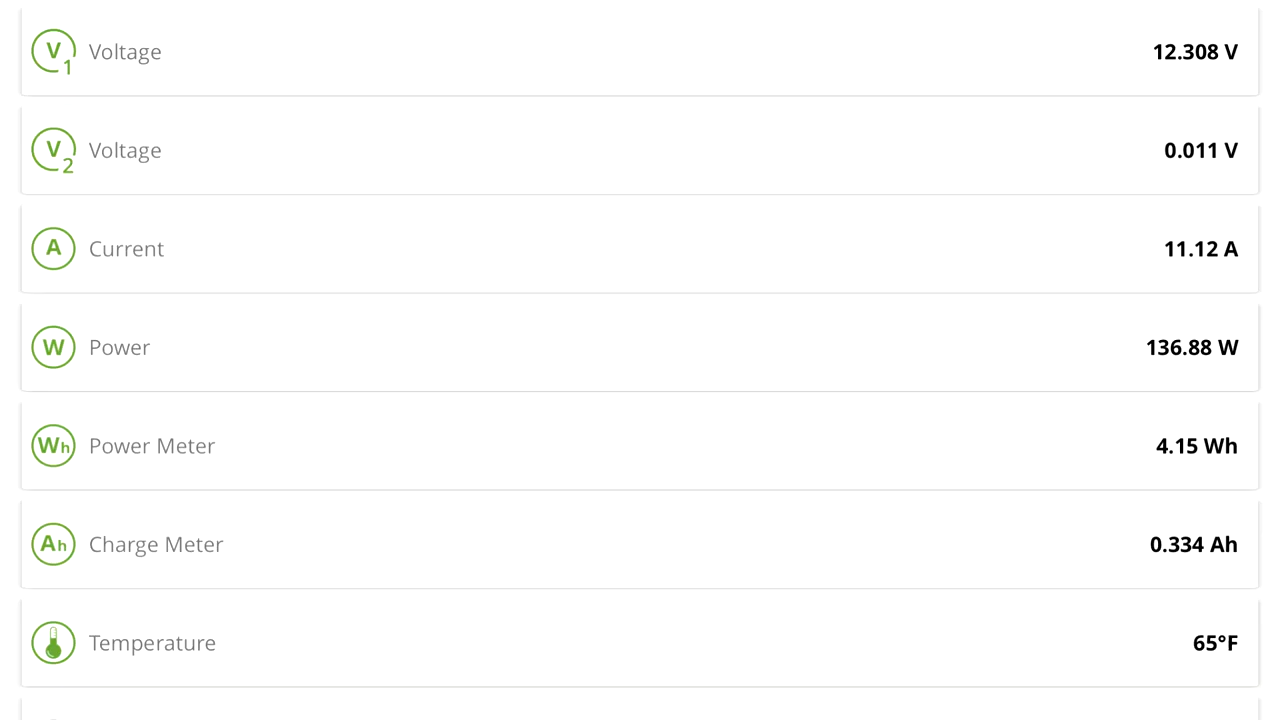 V1 Voltage 12.308 V
V2 Voltage 0.011 V
A Current 11.12 A
W Power 136.88 W
Wh Power Meter 4.15 Wh
Ah Charge Meter 0.334 Ah
Temperature 65°F